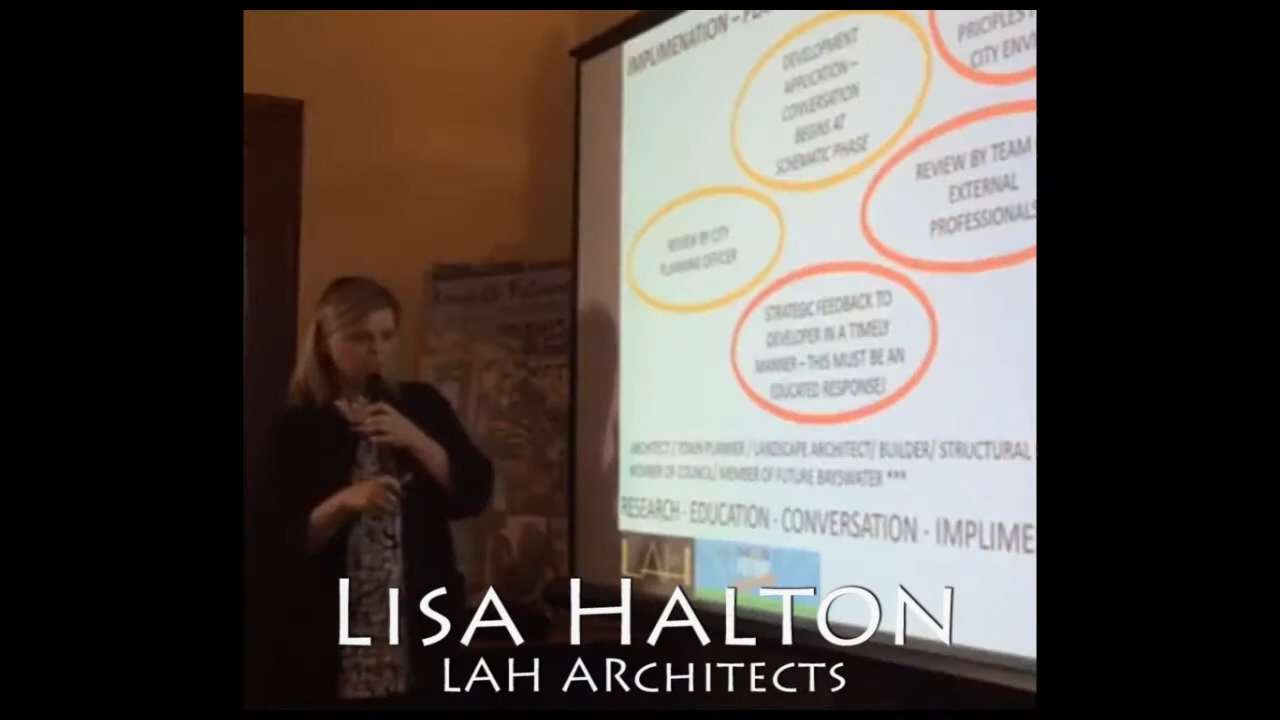 IMPLIMENATION –
DEVELOPMENT
APPLICATION –
CONVERSATION
BEGINS AT
SCHEMATIC PHASE
PRICIPLES
CITY ENVI
REVIEW BY TEAM
EXTERNAL
PROFESSIONALS
REVIEW BY CITY
PLANNING OFFICER
STRATEGIC FEEDBACK TO
DEVELOPER IN A TIMELY
MANNER – THIS MUST BE AN
EDUCATED RESPONSE!
ARCHITECT / TOWN PLANNER / LANDSCAPE ARCHITECT/ BUILDER/ STRUCTURAL
MEMBER OF COUNCIL/ MEMBER OF FUTURE BAYSWATER ***
RESEARCH - EDUCATION - CONVERSATION - IMPLIME
LAH
LISA HALTON
LAH ARCHITECTS